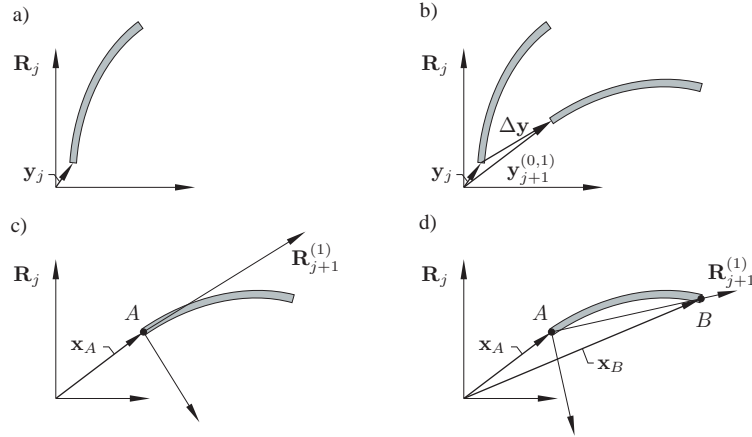 a)
R_j
y_j
b)
R_j
Δy
y_j
y_{j+1}^{(0,1)}
c)
R_j
R_{j+1}^{(1)}
A
x_A
d)
R_j
R_{j+1}^{(1)}
A
B
x_A
x_B